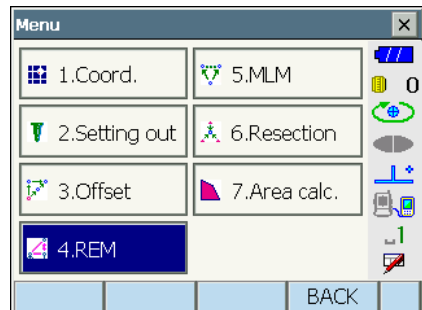 Menu
1.Coord.
5.MLM
0
2.Setting out
6.Resection
3.Offset
7.Area calc.
4.REM
1
BACK